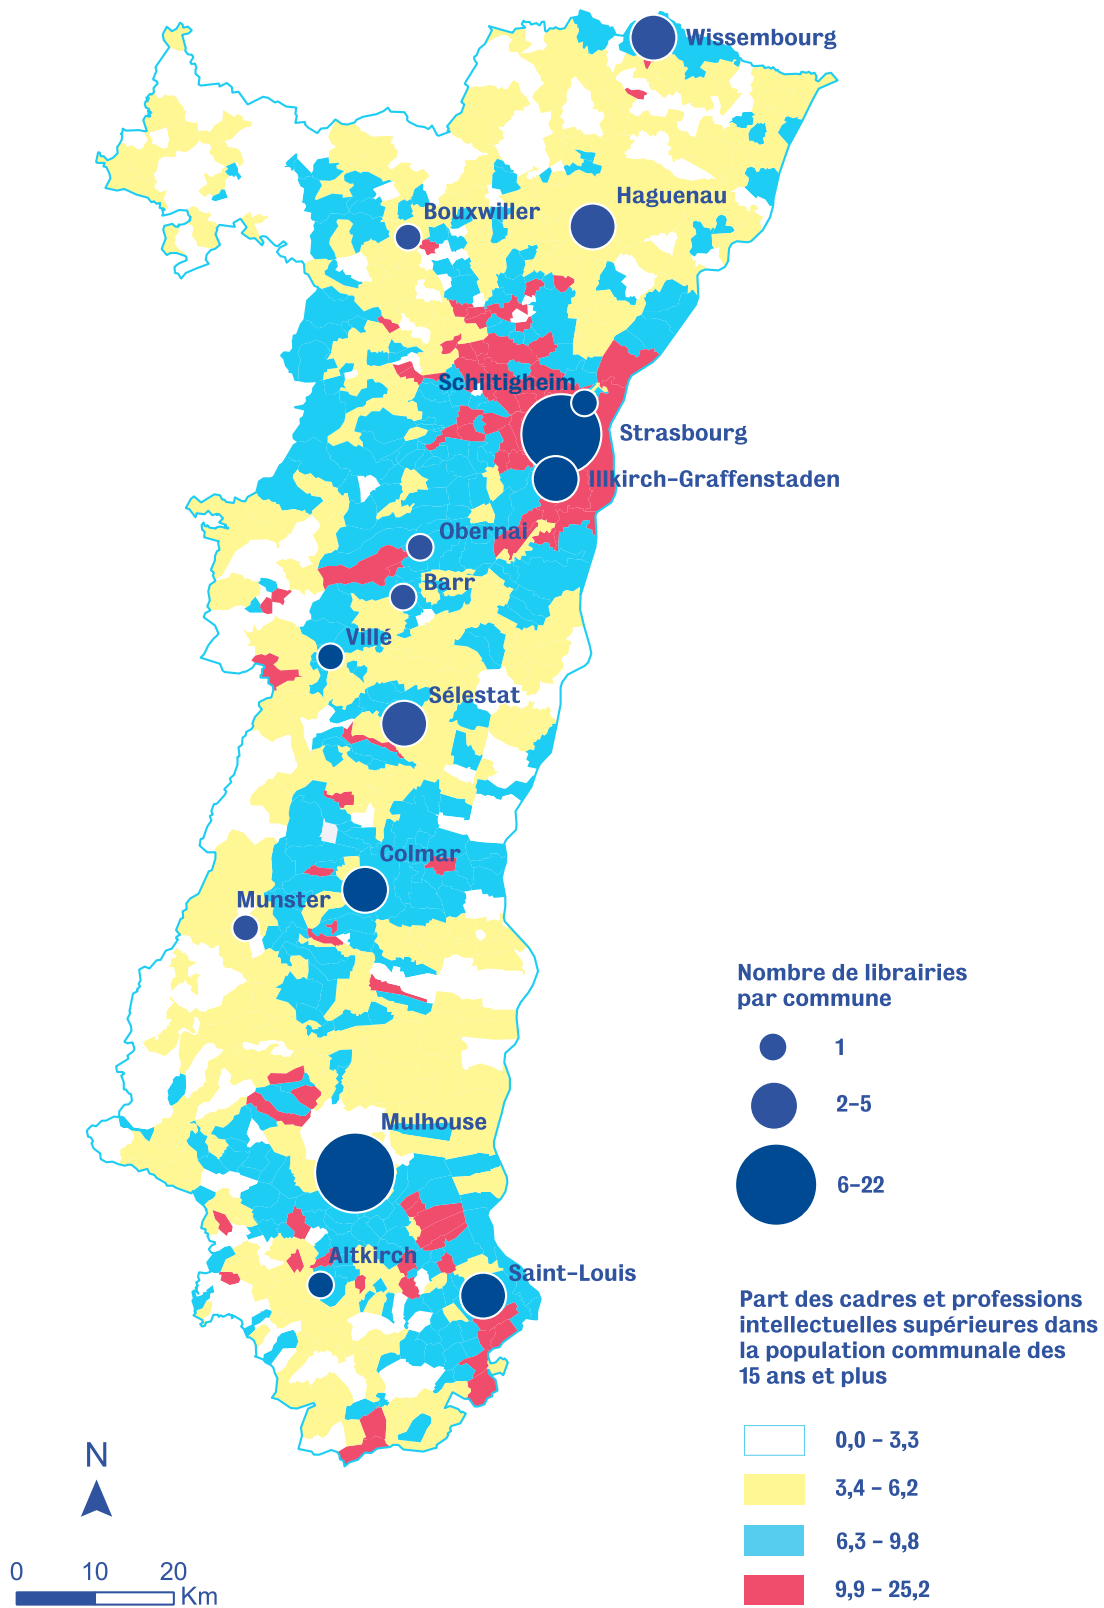 Wissembourg
Haguenau
Bouxwiller
Schiltigheim
Strasbourg
Illkirch-Graffenstaden
Obernai
Barr
Villé
Sélestat
Colmar
Munster
Mulhouse
Altkirch
Saint-Louis
Nombre de librairies
par commune
1
2-5
6-22
Part des cadres et professions
intellectuelles supérieures dans
la population communale des
15 ans et plus
0,0 - 3,3
3,4 - 6,2
6,3 - 9,8
9,9 - 25,2
N
0 10 20
Km